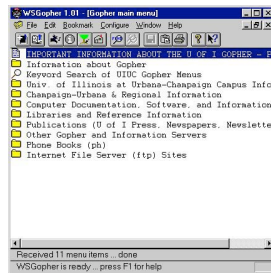 WSGopher 1.01 - [Gopher main menu]
File Edit Bookmark Configure Window Help
IMPORTANT INFORMATION ABOUT THE U OF I GOPHER - P
Information about Gopher
Keyword Search of UIUC Gopher Menus
Univ. of Illinois at Urbana-Champaign Campus Info
Champaign-Urbana & Regional Information
Computer Documentation, Software, and Information
Libraries and Reference Information
Publications (U of I Press, Newspapers, Newslette
Other Gopher and Information Servers
Phone Books (ph)
Internet File Server (ftp) Sites
Received 11 menu items ... done
WSGopher is ready ... press F1 for help